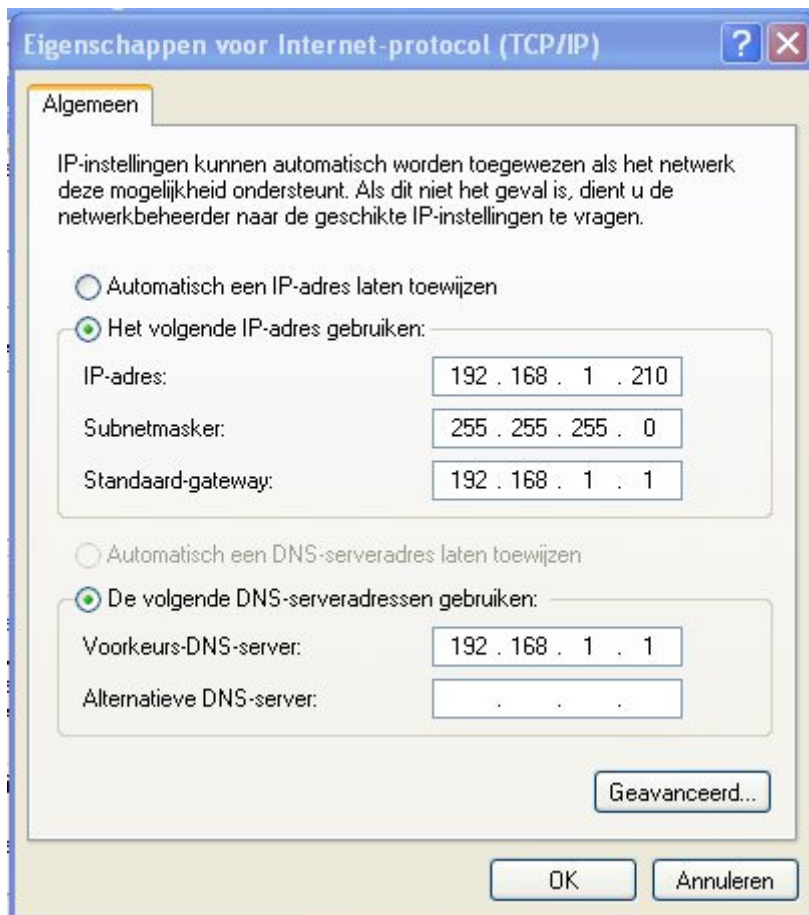 Eigenschappen voor Internet-protocol (TCP/IP)
Algemeen
IP-instellingen kunnen automatisch worden toegewezen als het netwerk
deze mogelijkheid ondersteunt. Als dit niet het geval is, dient u de
netwerkbeheerder naar de geschikte IP-instellingen te vragen.
Automatisch een IP-adres laten toewijzen
Het volgende IP-adres gebruiken:
IP-adres: 192 . 168 . 1 . 210
Subnetmasker: 255 . 255 . 255 . 0
Standaard-gateway: 192 . 168 . 1 . 1
Automatisch een DNS-serveradres laten toewijzen
De volgende DNS-serveradressen gebruiken:
Voorkeurs-DNS-server: 192 . 168 . 1 . 1
Alternatieve DNS-server: . . .
Geavanceerd...
OK Annuleren